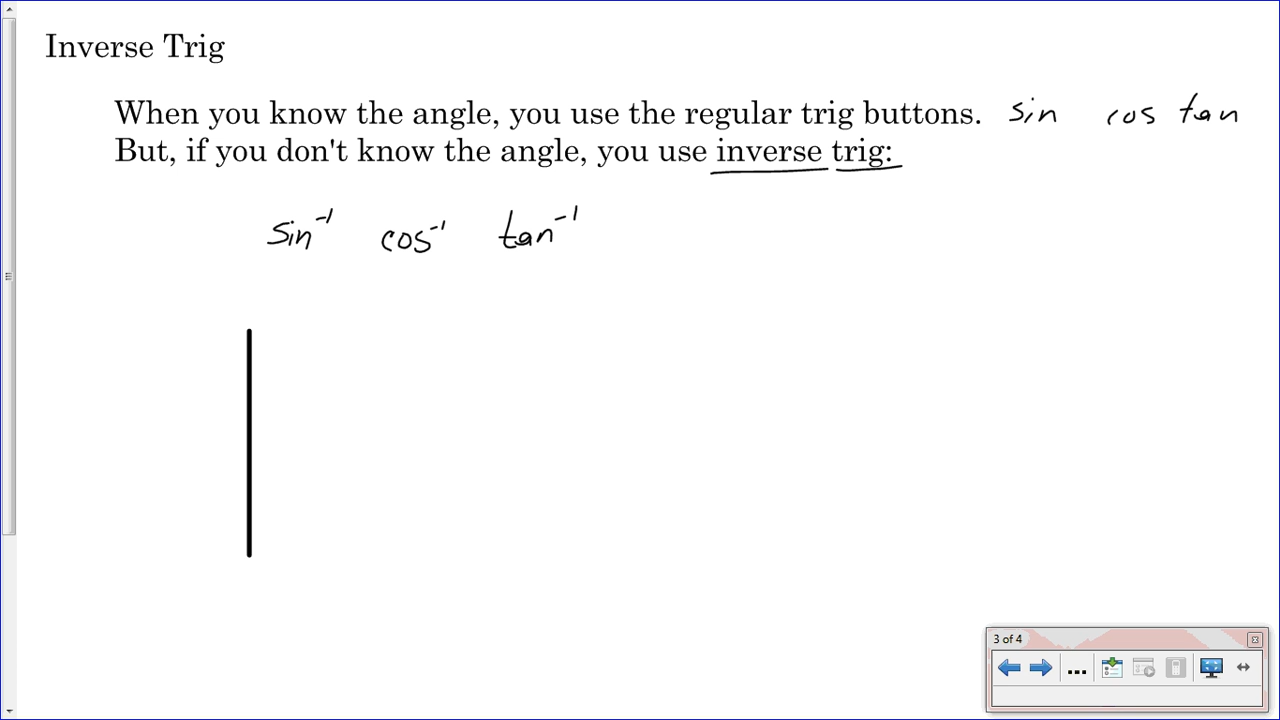 Inverse Trig
When you know the angle, you use the regular trig buttons. sin cos tan
But, if you don't know the angle, you use inverse trig:
sin⁻¹ cos⁻¹ tan⁻¹
3 of 4
...